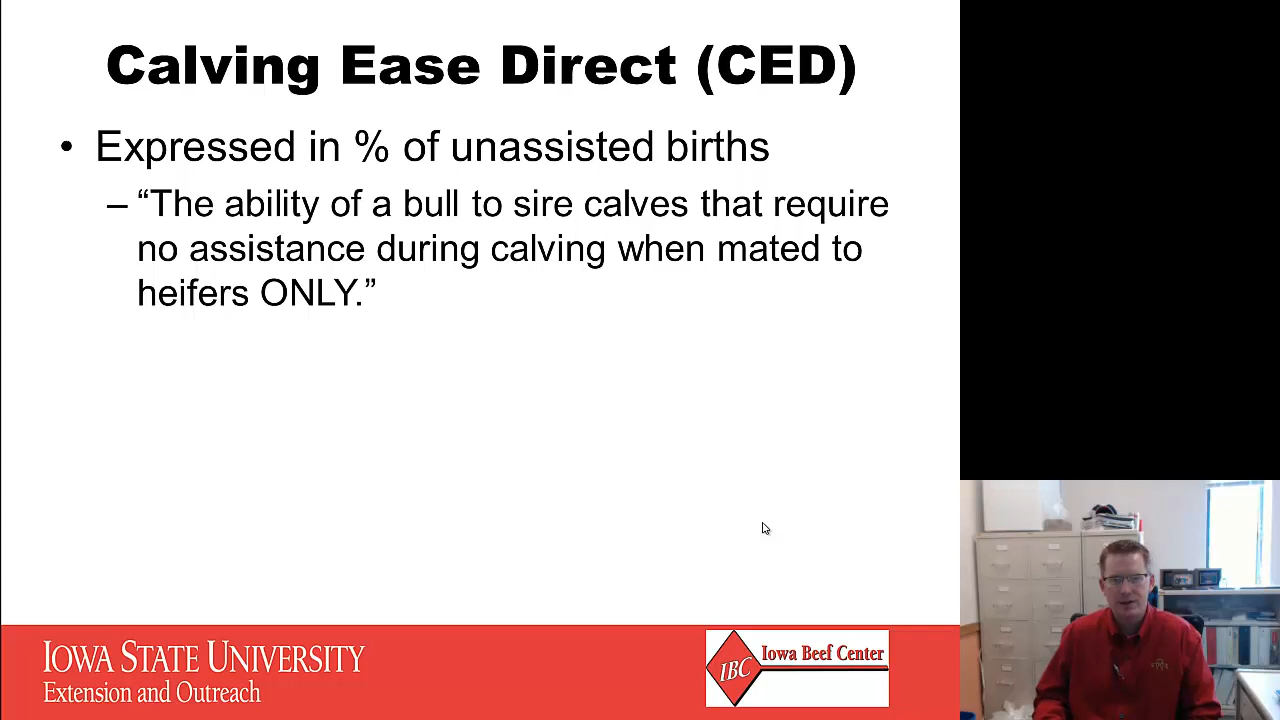 Calving Ease Direct (CED)
• Expressed in % of unassisted births
– “The ability of a bull to sire calves that require
no assistance during calving when mated to
heifers ONLY.”
IOWA STATE UNIVERSITY
Extension and Outreach
IBC
Iowa Beef Center